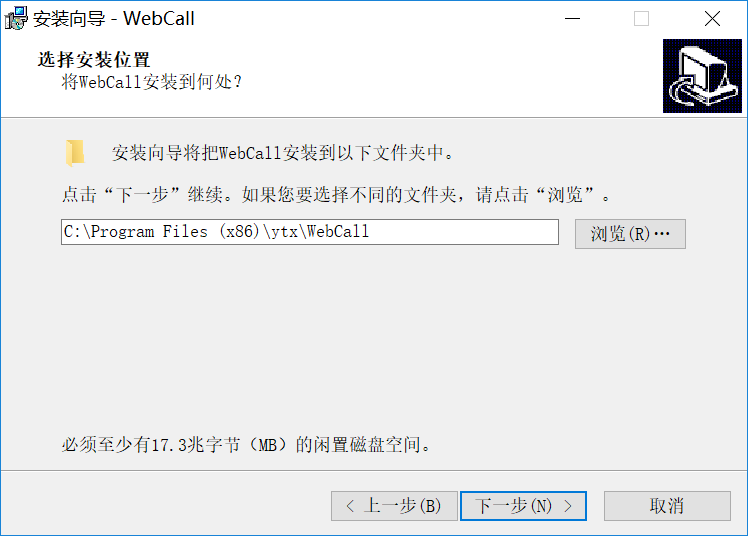 安装向导 - WebCall
选择安装位置
将WebCall安装到何处？
安装向导将把WebCall安装到以下文件夹中。
点击“下一步”继续。如果您要选择不同的文件夹，请点击“浏览”。
C:\Program Files (x86)\ytx\WebCall
浏览(R)…
必须至少有17.3兆字节（MB）的闲置磁盘空间。
< 上一步(B)
下一步(N) >
取消